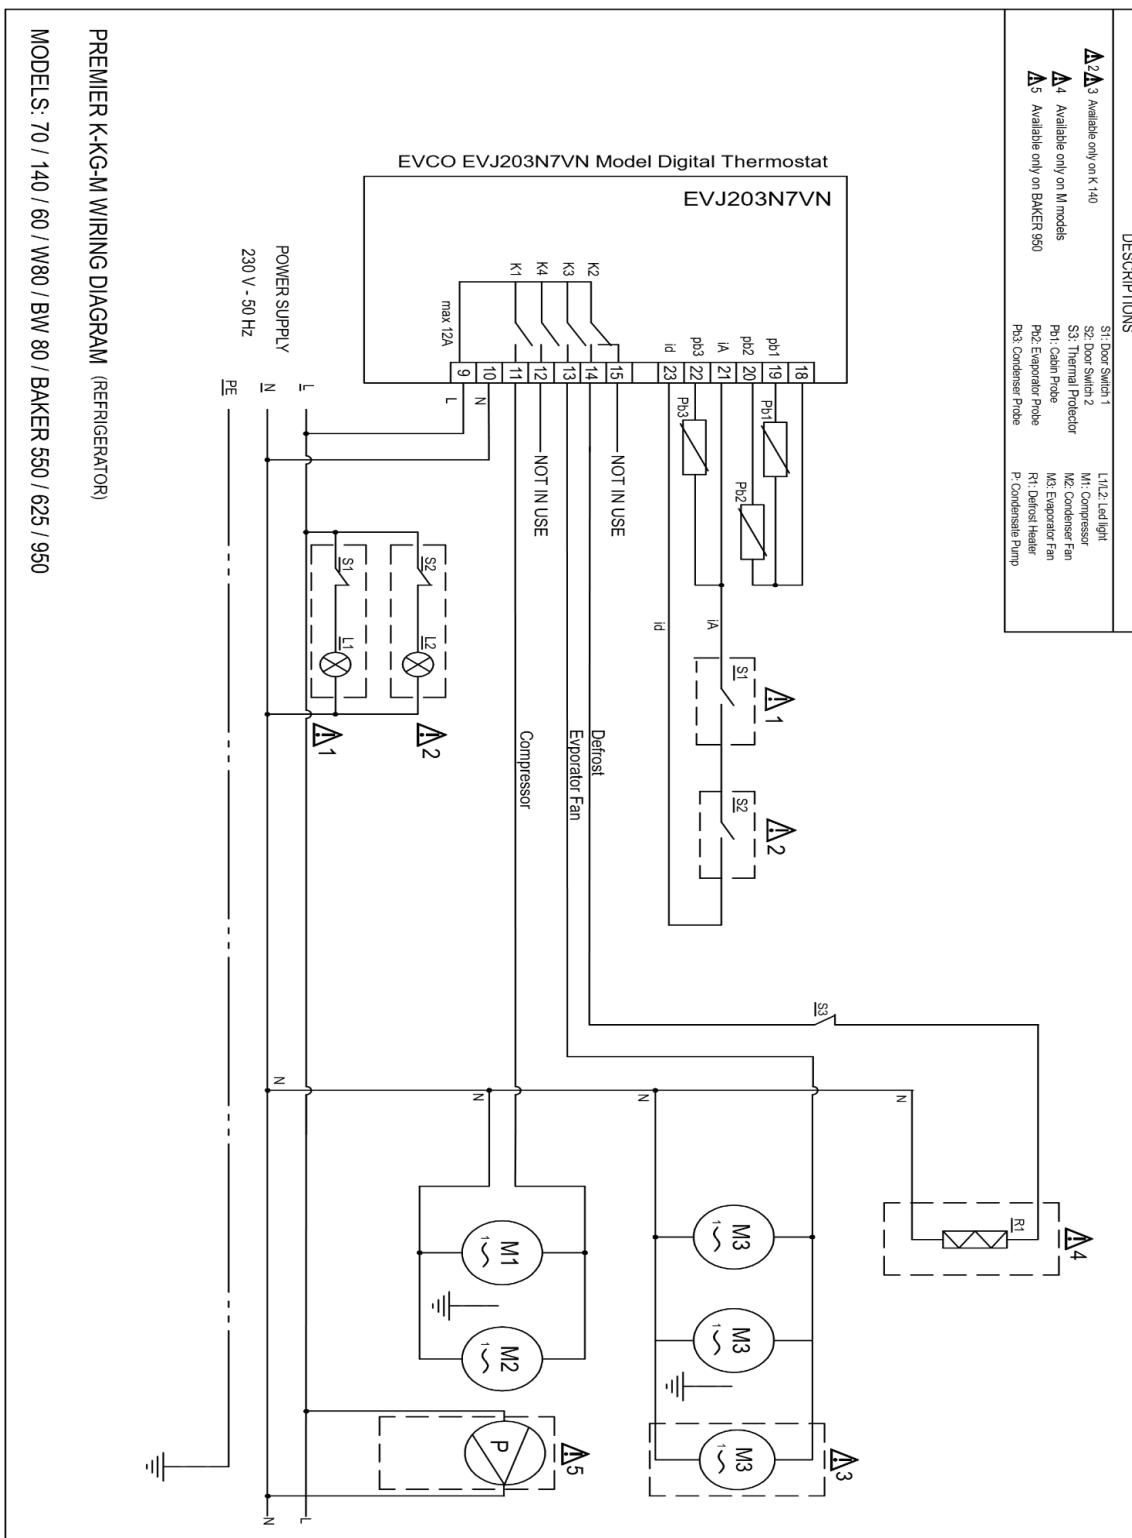 DESCRIPTIONS
2 3 Available only on K 140
4 Available only on M models
5 Available only on BAKER 950
S1: Door Switch 1
S2: Door Switch 2
S3: Thermal Protector
Pb1: Cabin Probe
Pb2: Evaporator Probe
Pb3: Condenser Probe
L1/L2: Led light
M1: Compressor
M2: Condenser Fan
M3: Evaporator Fan
R1: Defrost Heater
P: Condensate Pump
EVCO EVJ203N7VN Model Digital Thermostat
EVJ203N7VN
K1
K4
K3
K2
max 12A
id
pb3
iA
pb2
pb1
9
10
11
12
13
14
15
23
22
21
20
19
18
L
N
NOT IN USE
NOT IN USE
Pb3
Pb1
Pb2
POWER SUPPLY
230 V - 50 Hz
PE
N
L
S1
L1
S2
L2
1
2
id
iA
S1
1
S2
2
Compressor
Evporator Fan
Defrost
S3
N
N
N
N
R1
4
M1
1~
M2
1~
M3
1~
M3
1~
M3
1~
3
P
5
N
L
PREMIER K-KG-M WIRING DIAGRAM (REFRIGERATOR)
MODELS: 70 / 140 / 60 / W80 / BW 80 / BAKER 550 / 625 / 950